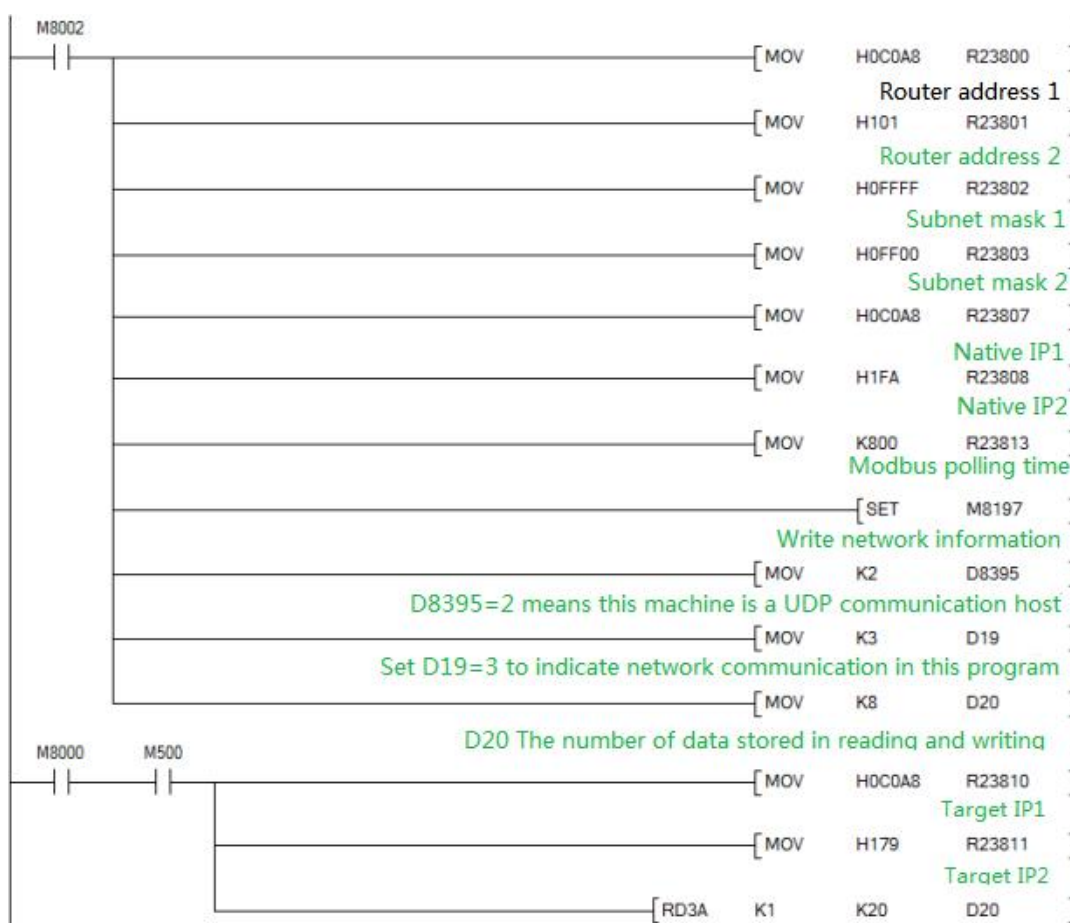 M8002
MOV H0C0A8 R23800
Router address 1
MOV H101 R23801
Router address 2
MOV H0FFFF R23802
Subnet mask 1
MOV H0FF00 R23803
Subnet mask 2
MOV H0C0A8 R23807
Native IP1
MOV H1FA R23808
Native IP2
MOV K800 R23813
Modbus polling time
SET M8197
Write network information
MOV K2 D8395
D8395=2 means this machine is a UDP communication host
MOV K3 D19
Set D19=3 to indicate network communication in this program
MOV K8 D20
D20 The number of data stored in reading and writing
M8000 M500
MOV H0C0A8 R23810
Target IP1
MOV H179 R23811
Target IP2
RD3A K1 K20 D20